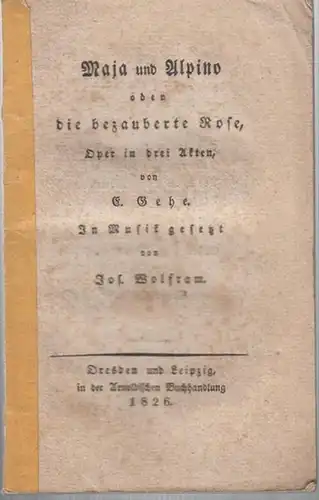 Maja und Alpino
oder
die bezauberte Rose,
Oper in drei Akten,
von
E. Gehe.
In Musik gesetzt
von
Jos. Wolfram.
Dresden und Leipzig,
in der Arnoldischen Buchhandlung
1826.